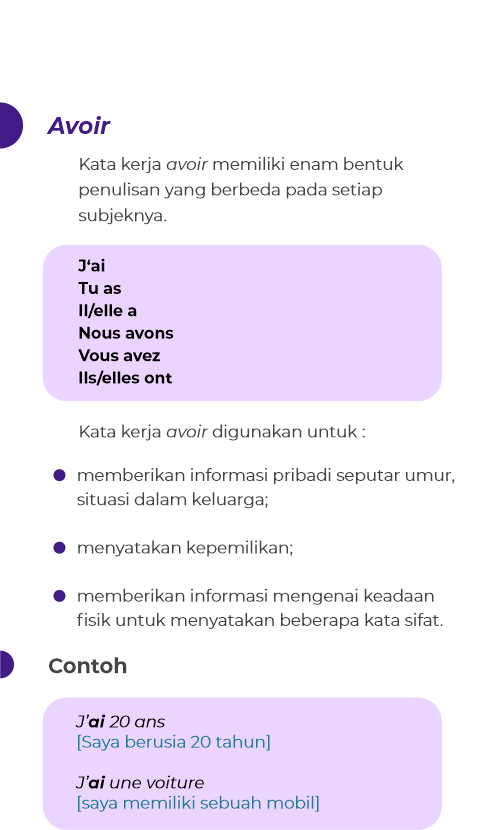 Avoir
Kata kerja avoir memiliki enam bentuk
penulisan yang berbeda pada setiap
subjeknya.
J‘ai
Tu as
Il/elle a
Nous avons
Vous avez
Ils/elles ont
Kata kerja avoir digunakan untuk :
memberikan informasi pribadi seputar umur,
situasi dalam keluarga;
menyatakan kepemilikan;
memberikan informasi mengenai keadaan
fisik untuk menyatakan beberapa kata sifat.
Contoh
J’ai 20 ans
[Saya berusia 20 tahun]
J’ai une voiture
[saya memiliki sebuah mobil]